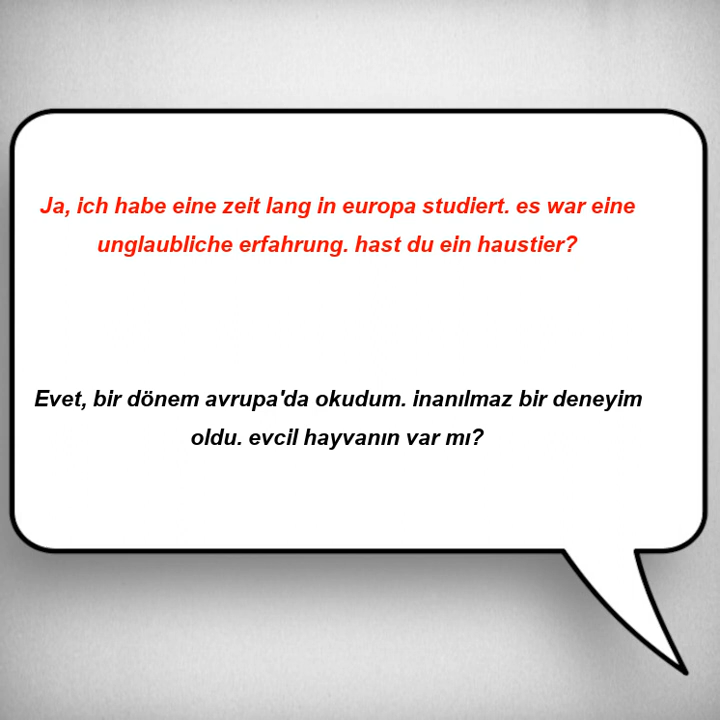 Ja, ich habe eine zeit lang in europa studiert. es war eine
unglaubliche erfahrung. hast du ein haustier?
Evet, bir dönem avrupa'da okudum. inanılmaz bir deneyim
oldu. evcil hayvanın var mı?